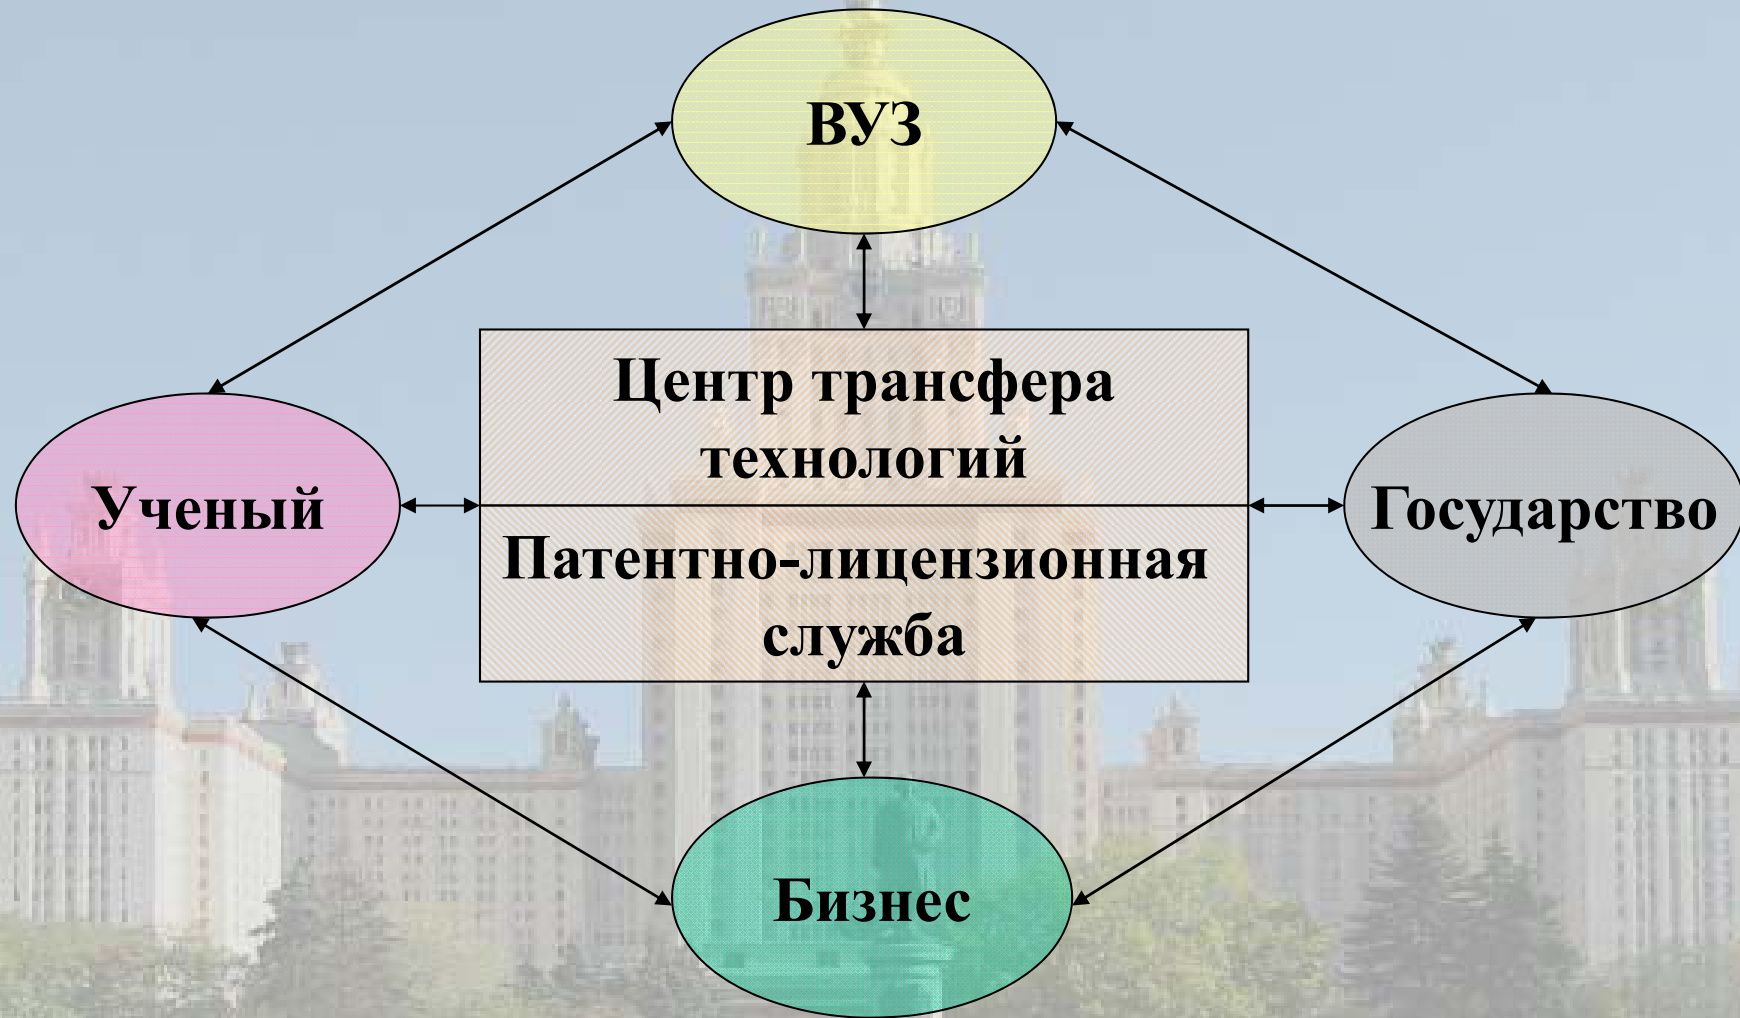 ВУЗ
Центр трансфера
технологий
Ученый
Государство
Патентно-лицензионная
служба
Бизнес